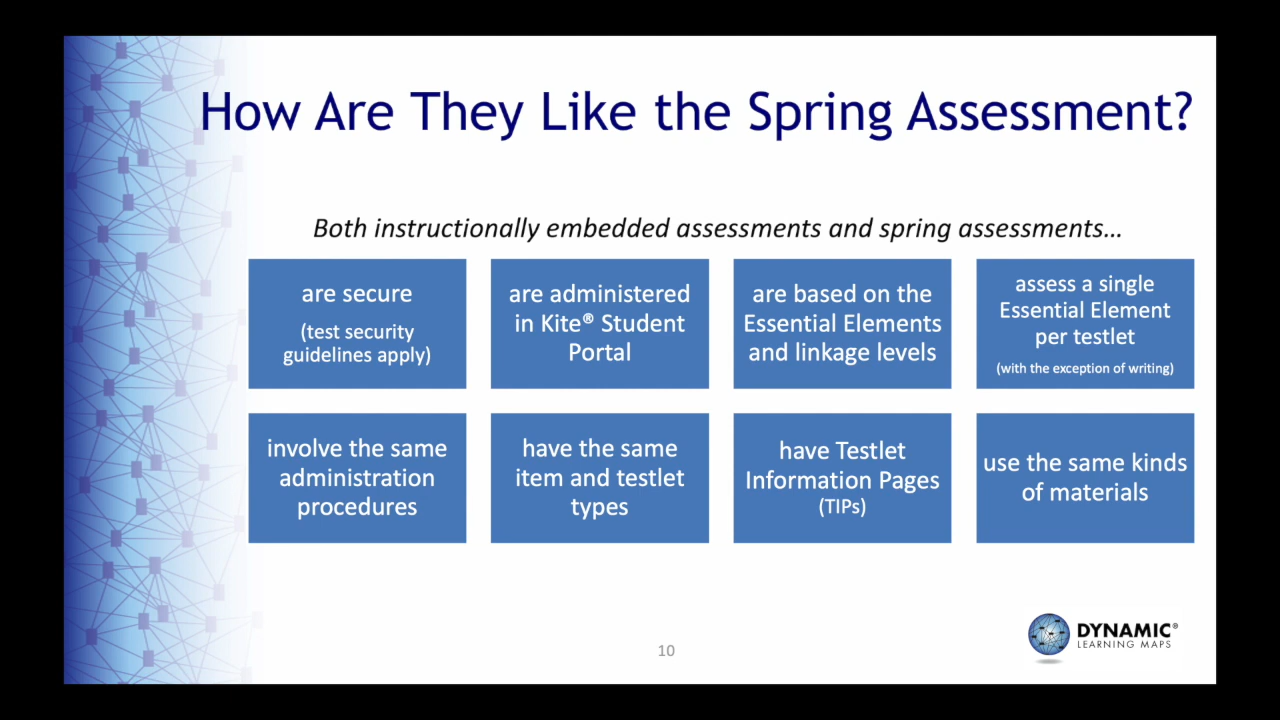 How Are They Like the Spring Assessment?
Both instructionally embedded assessments and spring assessments…
are secure
(test security
guidelines apply)
are administered
in Kite® Student
Portal
are based on the
Essential Elements
and linkage levels
assess a single
Essential Element
per testlet
(with the exception of writing)
involve the same
administration
procedures
have the same
item and testlet
types
have Testlet
Information Pages
(TIPs)
use the same kinds
of materials
10
DYNAMIC®
LEARNING MAPS